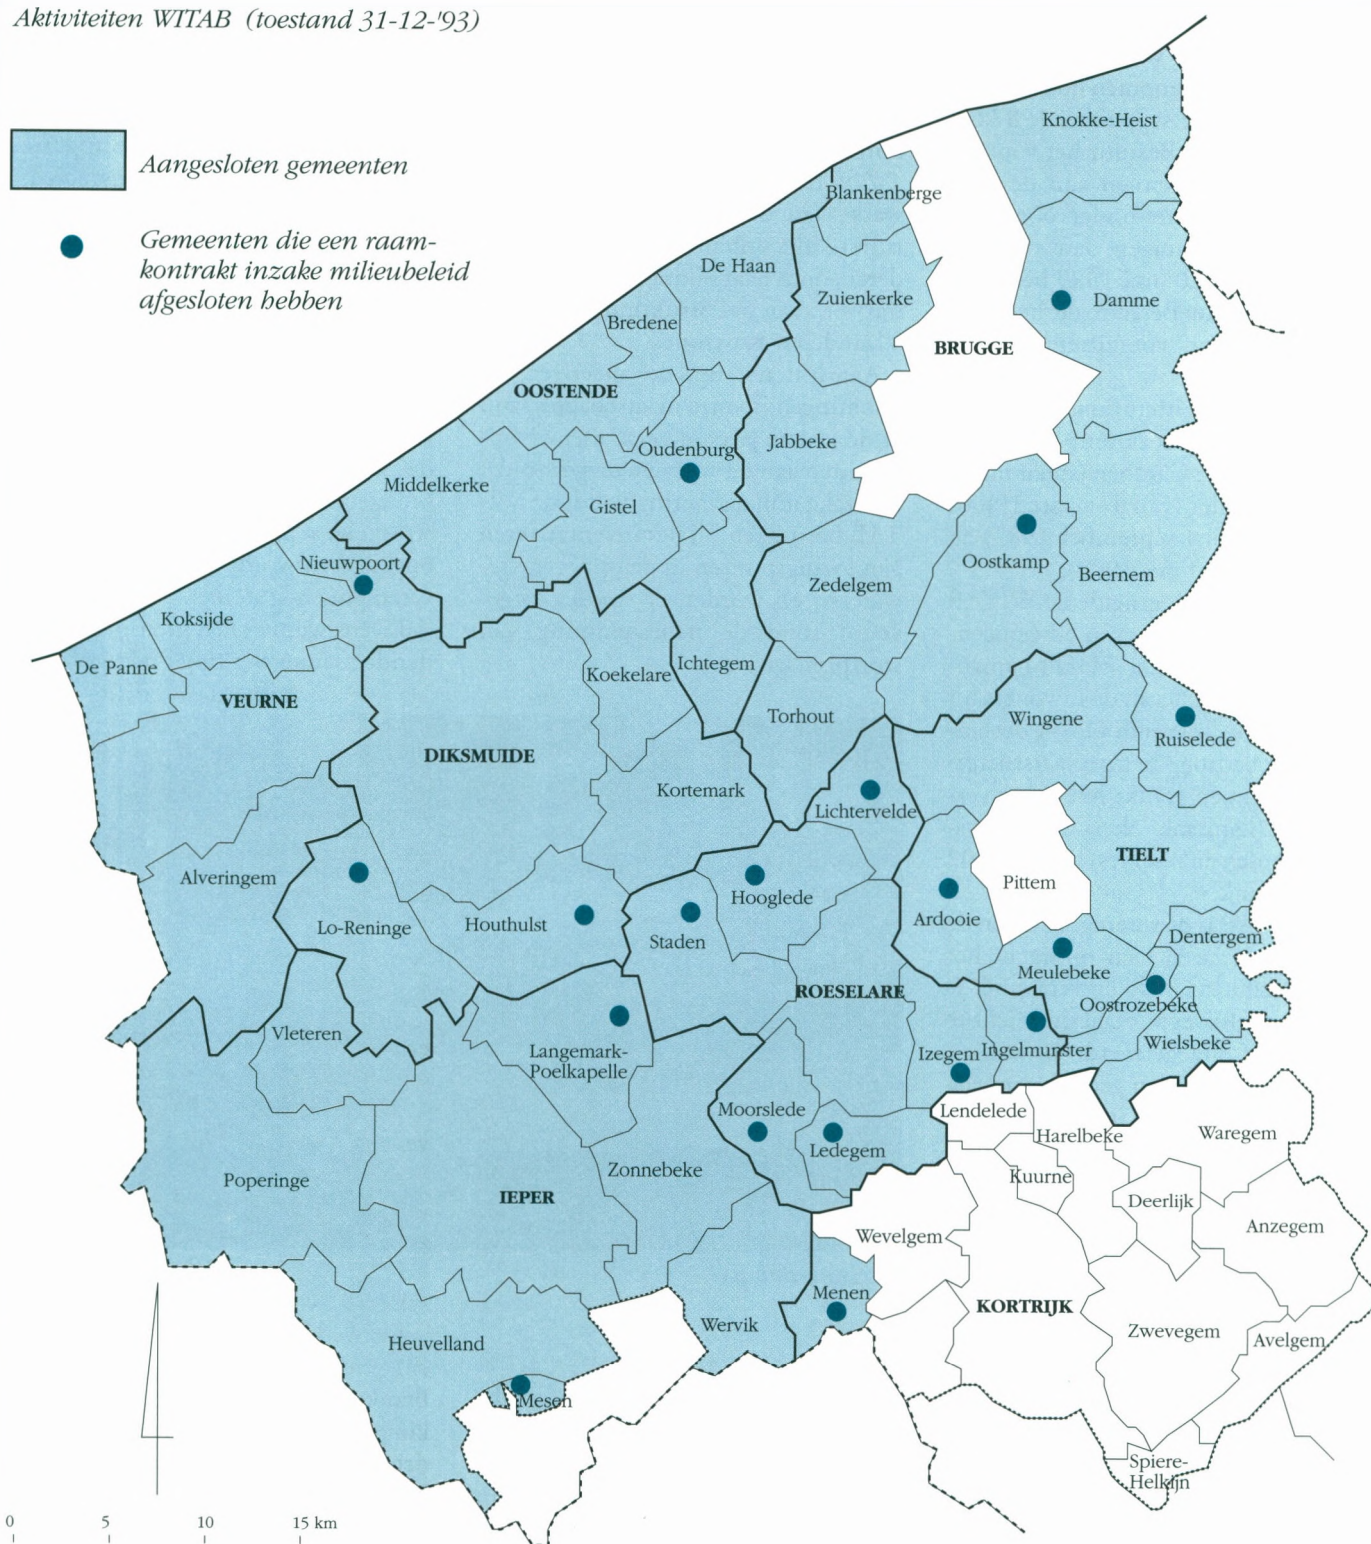 Aktiviteiten WITAB (toestand 31-12-'93)
Aangesloten gemeenten
Gemeenten die een raam-
kontrakt inzake milieubeleid
afgesloten hebben
Knokke-Heist
Blankenberge
De Haan
Zuienkerke
Damme
Bredene
BRUGGE
OOSTENDE
Jabbeke
Oudenburg
Middelkerke
Gistel
Nieuwpoort
Oostkamp
Beernem
Zedelgem
Koksijde
De Panne
Ichtegem
Koekelare
VEURNE
Torhout
Wingene
Ruiselede
DIKSMUIDE
Kortemark
Lichtervelde
TIELT
Alveringem
Pittem
Hooglede
Ardooie
Lo-Reninge
Houthulst
Staden
Dentergem
Meulebeke
ROESELARE
Oostrozebeke
Vleteren
Langemark-
Poelkapelle
Izegem
Ingelmunster
Wielsbeke
Moorslede
Lendelede
Harelbeke
Waregem
Ledegem
Zonnebeke
Kuurne
Poperinge
IEPER
Deerlijk
Anzegem
Wevelgem
Menen
KORTRIJK
Wervik
Zwevegem
Avelgem
Heuvelland
Mesen
Spiere-
Helkijn
0 5 10 15 km